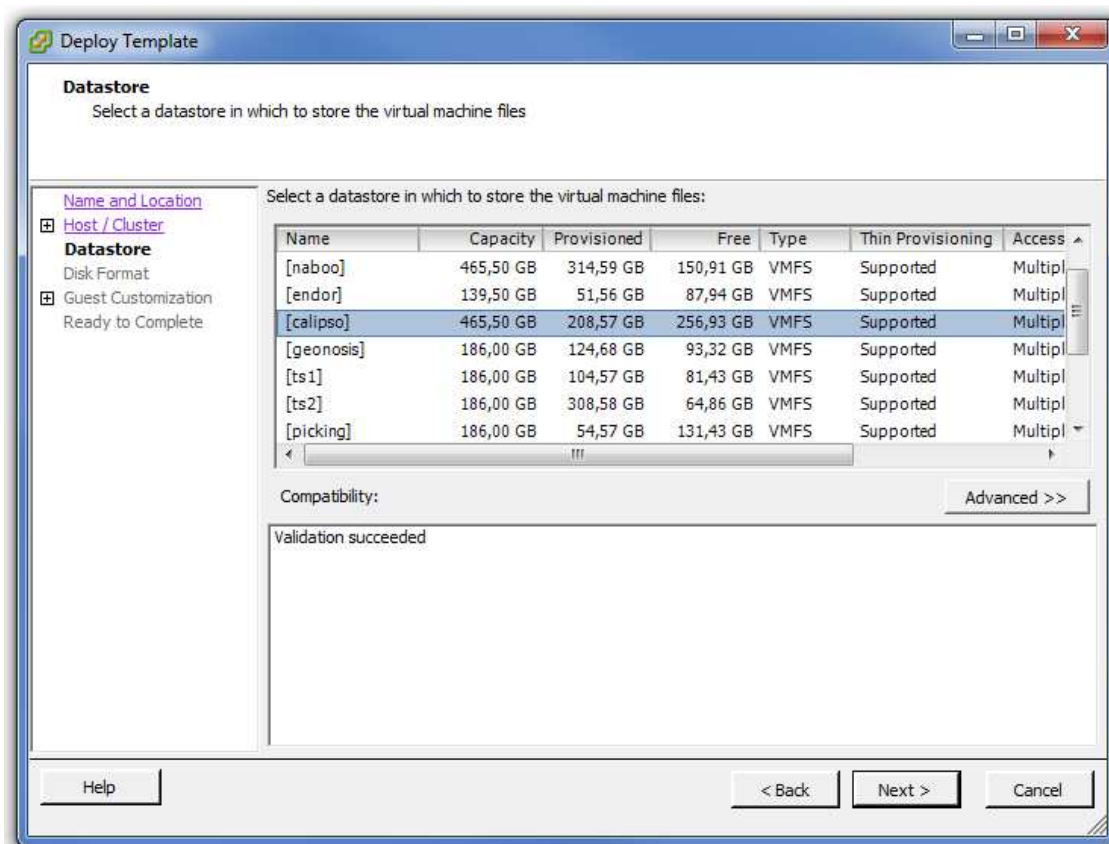 Deploy Template
Datastore
Select a datastore in which to store the virtual machine files
Name and Location
Host / Cluster
Datastore
Disk Format
Guest Customization
Ready to Complete
Select a datastore in which to store the virtual machine files:
Name Capacity Provisioned Free Type Thin Provisioning Access
[naboo] 465,50 GB 314,59 GB 150,91 GB VMFS Supported Multipl
[endor] 139,50 GB 51,56 GB 87,94 GB VMFS Supported Multipl
[calipso] 465,50 GB 208,57 GB 256,93 GB VMFS Supported Multipl
[geonosis] 186,00 GB 124,68 GB 93,32 GB VMFS Supported Multipl
[ts1] 186,00 GB 104,57 GB 81,43 GB VMFS Supported Multipl
[ts2] 186,00 GB 308,58 GB 64,86 GB VMFS Supported Multipl
[picking] 186,00 GB 54,57 GB 131,43 GB VMFS Supported Multipl
Compatibility:
Advanced >>
Validation succeeded
Help
< Back
Next >
Cancel